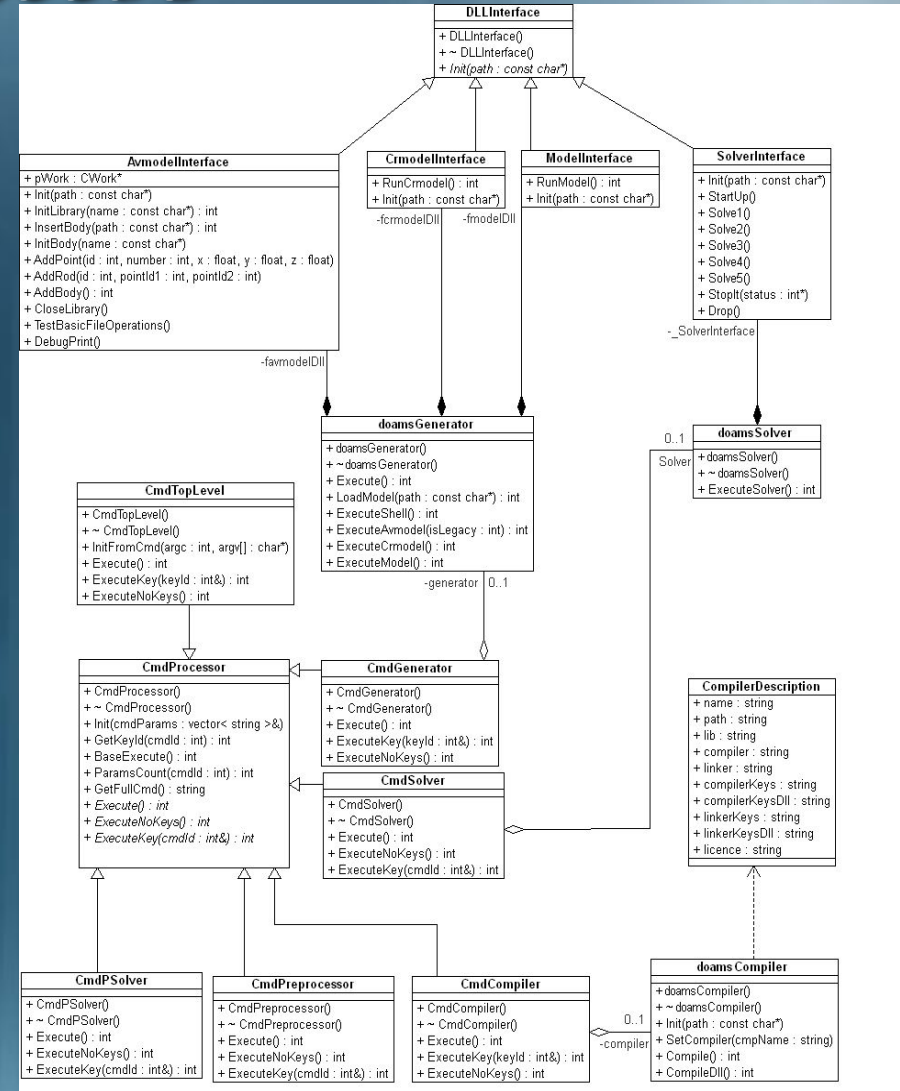 DLLInterface
+ DLLInterface()
+ ~ DLLInterface()
+ Init(path : const char*)
AvmodelInterface
+ pWork : CWork*
+ Init(path : const char*)
+ InitLibrary(name : const char*) : int
+ InsertBody(path : const char*) : int
+ InitBody(name : const char*)
+ AddPoint(id : int, number : int, x : float, y : float, z : float)
+ AddRod(id : int, pointId1 : int, pointId2 : int)
+ AddBody() : int
+ CloseLibrary()
+ TestBasicFileOperations()
+ DebugPrint()
CrmodelInterface
+ RunCrmodel() : int
+ Init(path : const char*)
ModelInterface
+ RunModel() : int
+ Init(path : const char*)
SolverInterface
+ Init(path : const char*)
+ StartUp()
+ Solve1()
+ Solve2()
+ Solve3()
+ Solve4()
+ Solve5()
+ StopIt(status : int*)
+ Drop()
-fcrmodelDll
-fmodelDll
-_SolverInterface
-favmodelDll
doamsGenerator
+ doamsGenerator()
+ ~ doamsGenerator()
+ Execute() : int
+ LoadModel(path : const char*) : int
+ ExecuteShell() : int
+ ExecuteAvmodel(isLegacy : int) : int
+ ExecuteCrmodel() : int
+ ExecuteModel() : int
0..1
Solver
doamsSolver
+ doamsSolver()
+ ~ doamsSolver()
+ ExecuteSolver() : int
CmdTopLevel
+ CmdTopLevel()
+ ~ CmdTopLevel()
+ InitFromCmd(argc : int, argv[] : char*)
+ Execute() : int
+ ExecuteKey(keyId : int&) : int
+ ExecuteNoKeys() : int
-generator 0..1
CmdProcessor
+ CmdProcessor()
+ ~ CmdProcessor()
+ Init(cmdParams : vector< string >&)
+ GetKeyId(cmdId : int) : int
+ BaseExecute() : int
+ ParamsCount(cmdId : int) : int
+ GetFullCmd() : string
+ Execute() : int
+ ExecuteNoKeys() : int
+ ExecuteKey(cmdId : int&) : int
CmdGenerator
+ CmdGenerator()
+ ~ CmdGenerator()
+ Execute() : int
+ ExecuteKey(keyId : int&) : int
+ ExecuteNoKeys() : int
CmdSolver
+ CmdSolver()
+ ~ CmdSolver()
+ Execute() : int
+ ExecuteNoKeys() : int
+ ExecuteKey(cmdId : int&) : int
CompilerDescription
+ name : string
+ path : string
+ lib : string
+ compiler : string
+ linker : string
+ compilerKeys : string
+ compilerKeysDll : string
+ linkerKeys : string
+ linkerKeysDll : string
+ licence : string
CmdPSolver
+ CmdPSolver()
+ ~ CmdPSolver()
+ Execute() : int
+ ExecuteNoKeys() : int
+ ExecuteKey(cmdId : int&) : int
CmdPreprocessor
+ CmdPreprocessor()
+ ~ CmdPreprocessor()
+ Execute() : int
+ ExecuteNoKeys() : int
+ ExecuteKey(cmdId : int&) : int
CmdCompiler
+ CmdCompiler()
+ ~ CmdCompiler()
+ Execute() : int
+ ExecuteKey(keyId : int&) : int
+ ExecuteNoKeys() : int
0..1
-compiler
doamsCompiler
+ doamsCompiler()
+ ~ doamsCompiler()
+ Init(path : const char*)
+ SetCompiler(cmpName : string)
+ Compile() : int
+ CompileDll() : int